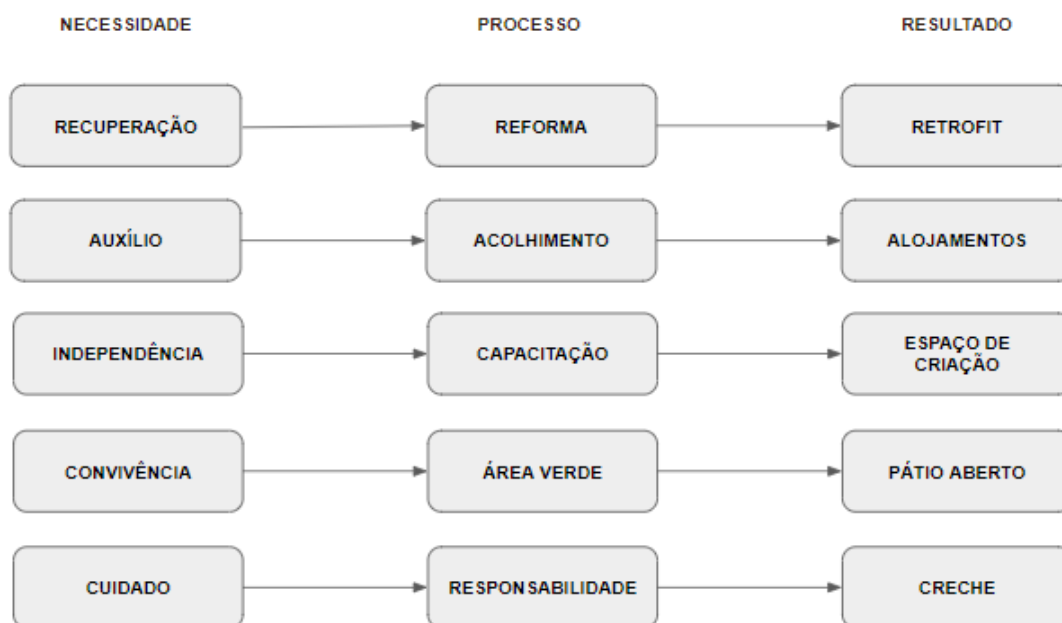 NECESSIDADE PROCESSO RESULTADO
RECUPERAÇÃO REFORMA RETROFIT
AUXÍLIO ACOLHIMENTO ALOJAMENTOS
INDEPENDÊNCIA CAPACITAÇÃO ESPAÇO DE
CRIAÇÃO
CONVIVÊNCIA ÁREA VERDE PÁTIO ABERTO
CUIDADO RESPONSABILIDADE CRECHE